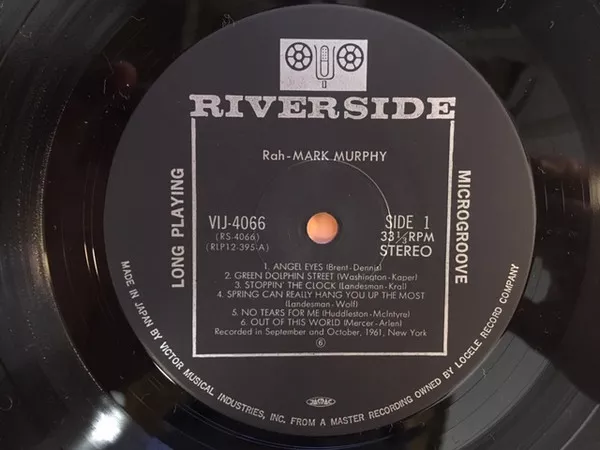 RIVERSIDE
Rah-MARK MURPHY
LONG PLAYING
MICROGROOVE
VIJ-4066
(RS-4066)
(RLP12-395-A)
SIDE 1
33⅓RPM
STEREO
1. ANGEL EYES (Brent-Dennis)
2. GREEN DOLPHIN STREET (Washington-Kaper)
3. STOPPIN' THE CLOCK (Landesman-Kral)
4. SPRING CAN REALLY HANG YOU UP THE MOST
(Landesman-Wolf)
5. NO TEARS FOR ME (Huddleston-McIntyre)
6. OUT OF THIS WORLD (Mercer-Arlen)
Recorded in September and October, 1961, New York
6
MADE IN JAPAN BY VICTOR MUSICAL INDUSTRIES, INC. FROM A MASTER RECORDING OWNED BY LOCELE RECORD COMPANY
JASRAC